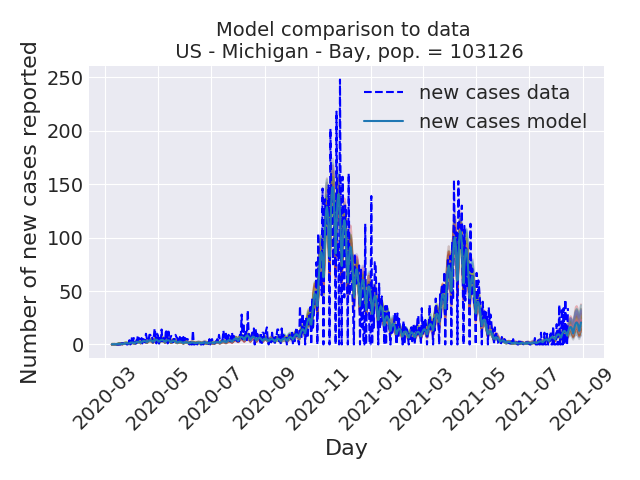 Model comparison to data
US - Michigan - Bay, pop. = 103126
Number of new cases reported
250
200
150
100
50
0
new cases data
new cases model
2020-03
2020-05
2020-07
2020-09
2020-11
2021-01
2021-03
2021-05
2021-07
2021-09
Day